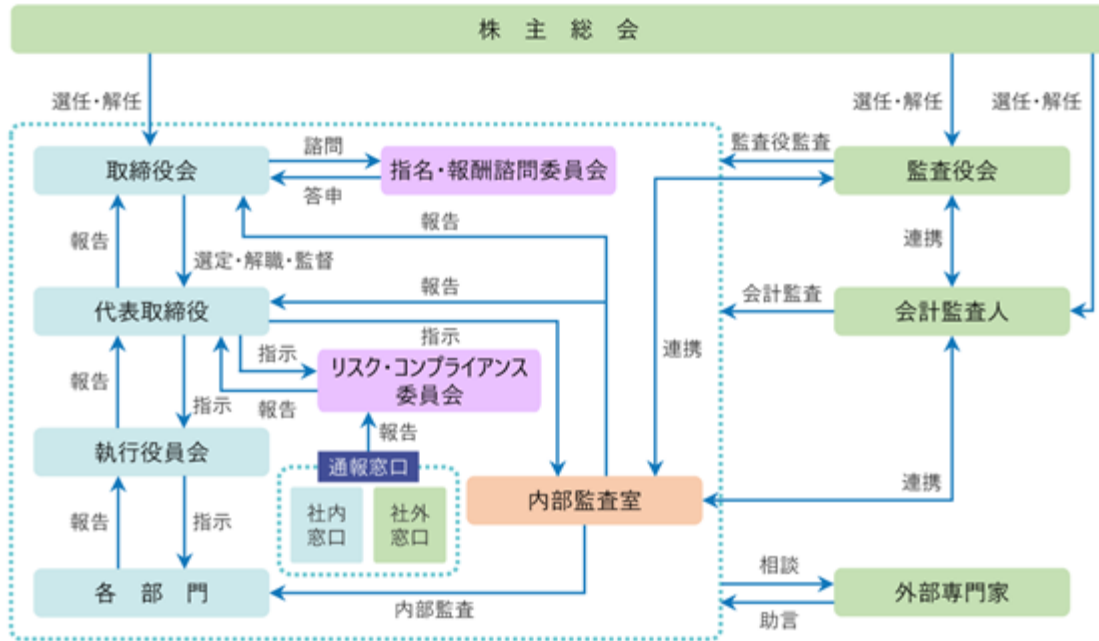 株 主 総 会
選任・解任
選任・解任
選任・解任
取締役会
諮問
答申
指名・報酬諮問委員会
監査役監査
監査役会
報告
選定・解職・監督
報告
連携
代表取締役
報告
指示
会計監査
会計監査人
指示
報告
リスク・コンプライアンス
委員会
連携
報告
指示
執行役員会
報告
通報窓口
社内
窓口
社外
窓口
内部監査室
連携
報告
指示
各 部 門
内部監査
相談
助言
外部専門家